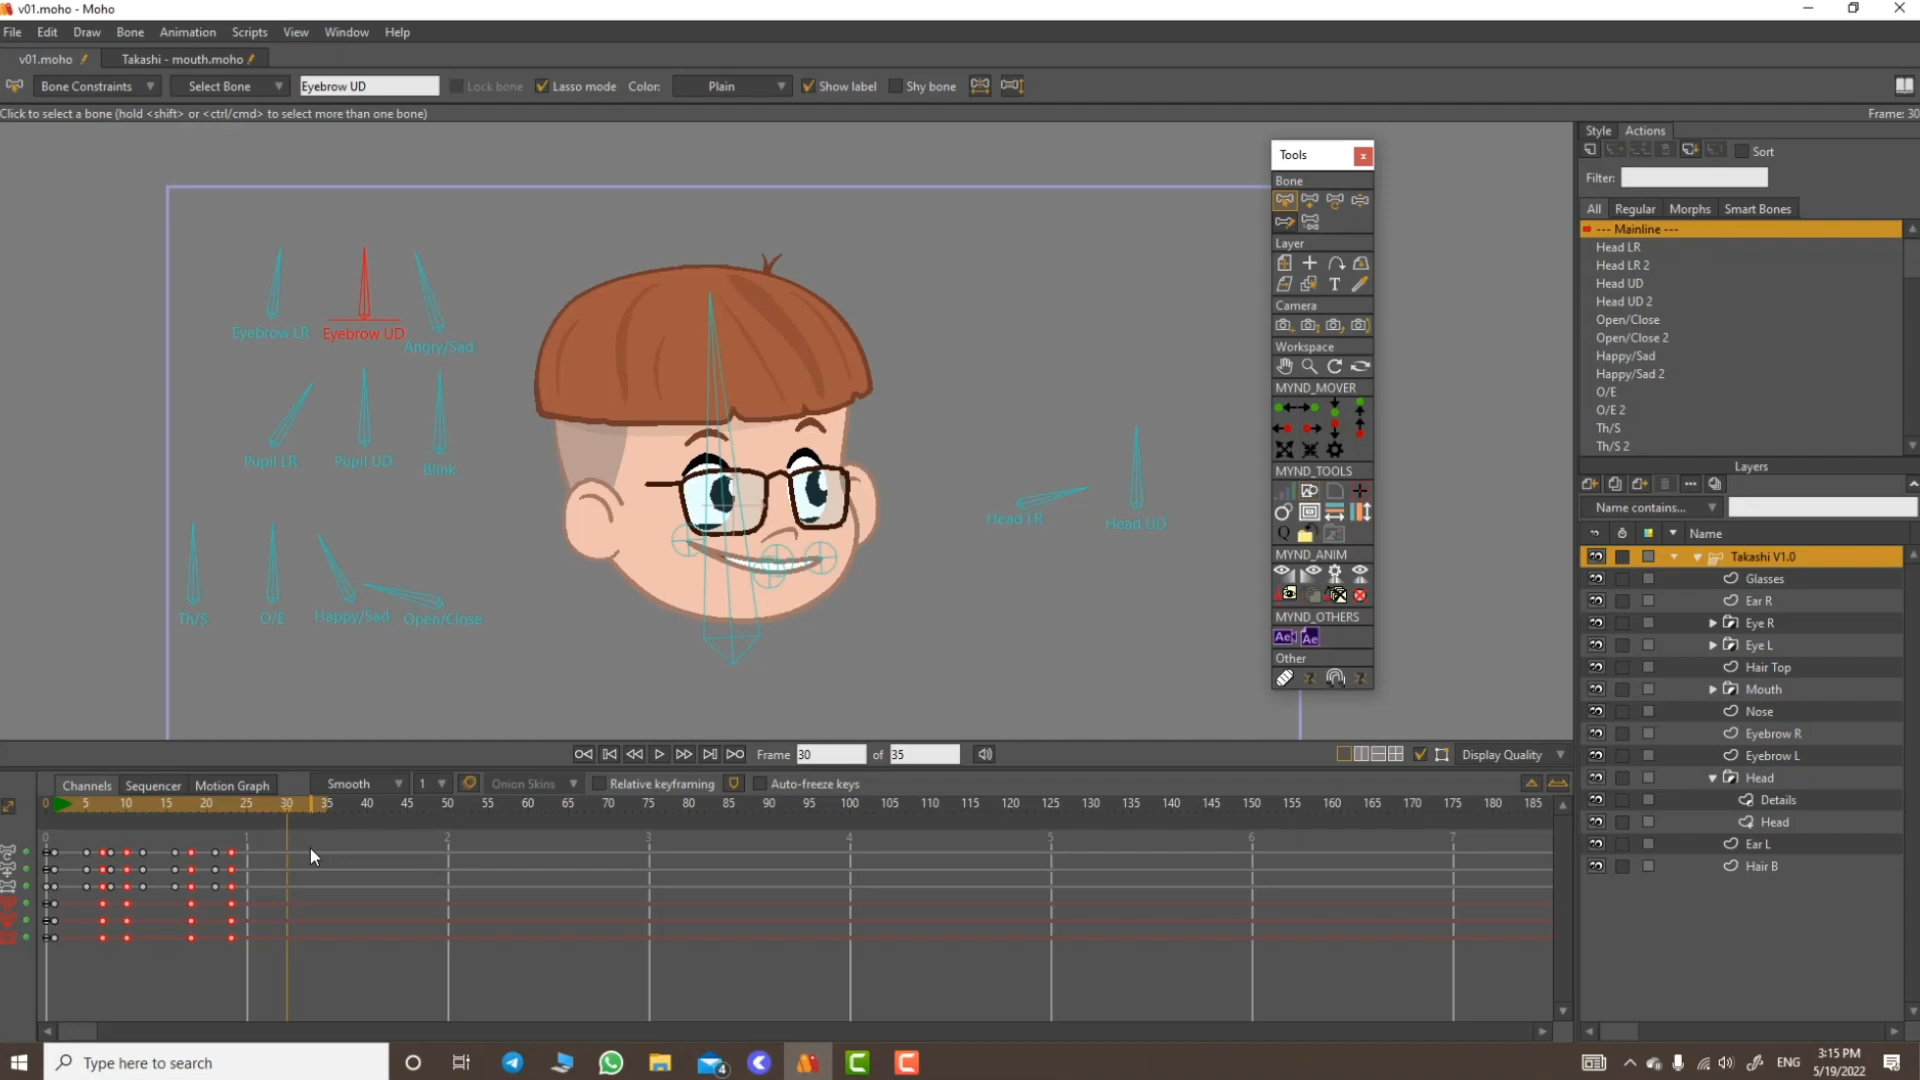 v01.moho - Moho
File Edit Draw Bone Animation Scripts View Window Help
v01.moho Takashi - mouth.moho
Bone Constraints Select Bone Eyebrow UD Lock bone Lasso mode Color: Plain Show label Shy bone
Click to select a bone (hold <shift> or <ctrl/cmd> to select more than one bone) Frame: 30
Style Actions
Sort
Filter:
All Regular Morphs Smart Bones
--- Mainline ---
Head LR
Head LR 2
Head UD
Head UD 2
Open/Close
Open/Close 2
Happy/Sad
Happy/Sad 2
O/E
O/E 2
Th/S
Th/S 2
Tools
Bone
Layer
Camera
Workspace
MYND_MOVER
MYND_TOOLS
MYND_ANIM
MYND_OTHERS
Other
Eyebrow LR Eyebrow UD Angry/Sad
Pupil LR Pupil UD Blink
Head LR Head UD
Th/S O/E Happy/Sad Open/Close
Layers
Name contains...
Name
Takashi V1.0
Glasses
Ear R
Eye R
Eye L
Hair Top
Mouth
Nose
Eyebrow R
Eyebrow L
Head
Details
Head
Ear L
Hair B
Frame 30 of 35 Display Quality
Channels Sequencer Motion Graph Smooth 1 Onion Skins Relative keyframing Auto-freeze keys
0 5 10 15 20 25 30 35 40 45 50 55 60 65 70 75 80 85 90 95 100 105 110 115 120 125 130 135 140 145 150 155 160 165 170 175 180 185
0 1 2 3 4 5 6 7
Type here to search
4
ENG
3:15 PM
5/19/2022